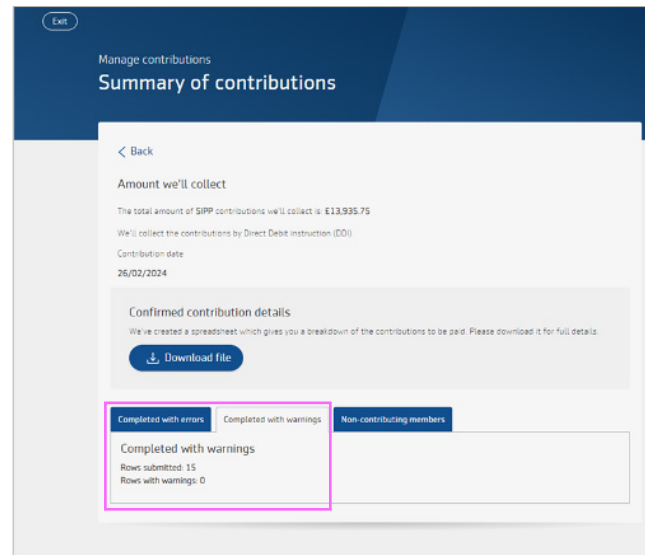 Exit
Manage contributions
Summary of contributions
Back
Amount we'll collect
The total amount of SIPP contributions we'll collect is: £13,935.75
We'll collect the contributions by Direct Debit instruction (DDI)
Contribution date
26/02/2024
Confirmed contribution details
We've created a spreadsheet which gives you a breakdown of the contributions to be paid. Please download it for full details.
Download file
Completed with errors Completed with warnings Non-contributing members
Completed with warnings
Rows submitted: 15
Rows with warnings: 0